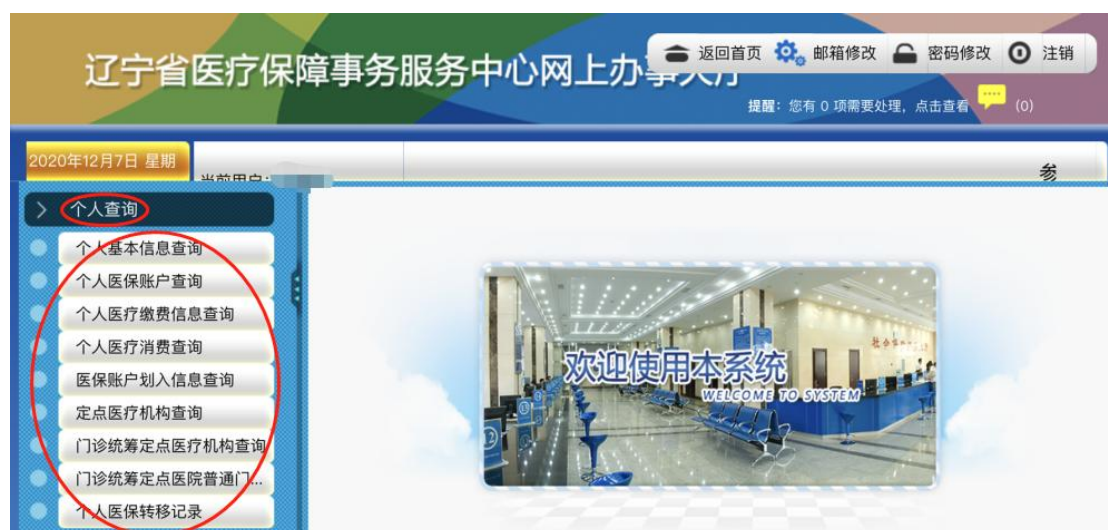 辽宁省医疗保障事务服务中心网上办事大厅
返回首页 邮箱修改 密码修改 注销
提醒：您有 0 项需要处理，点击查看 (0)
2020年12月7日 星期
当前用户：
参
个人查询
个人基本信息查询
个人医保账户查询
个人医疗缴费信息查询
个人医疗消费查询
医保账户划入信息查询
定点医疗机构查询
门诊统筹定点医疗机构查询
门诊统筹定点医院普通门...
个人医保转移记录
欢迎使用本系统
WELCOME TO SYSTEM